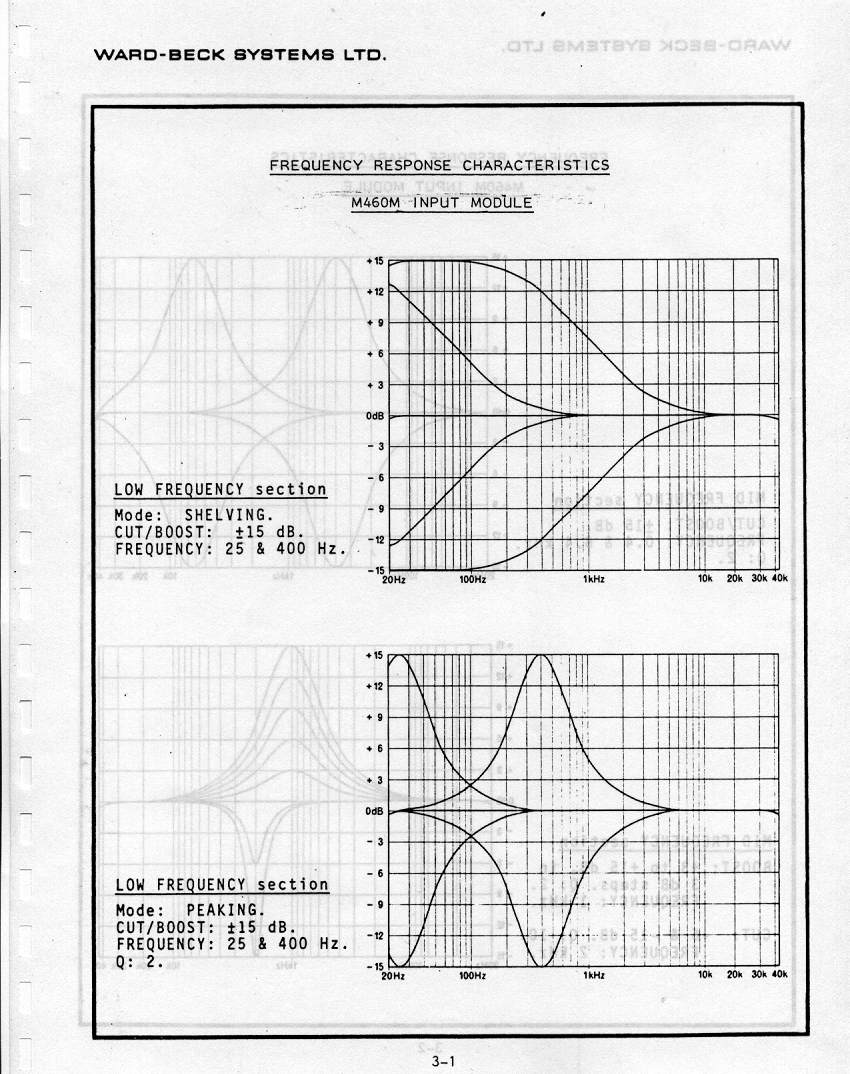 WARD-BECK SYSTEMS LTD.
FREQUENCY RESPONSE CHARACTERISTICS
M460M INPUT MODULE
+15
+12
+ 9
+ 6
+ 3
0dB
- 3
- 6
- 9
-12
-15
20Hz 100Hz 1kHz 10k 20k 30k 40k
LOW FREQUENCY section
Mode: SHELVING.
CUT/BOOST: ±15 dB.
FREQUENCY: 25 & 400 Hz.
+15
+12
+ 9
+ 6
+ 3
0dB
- 3
- 6
- 9
-12
-15
20Hz 100Hz 1kHz 10k 20k 30k 40k
LOW FREQUENCY section
Mode: PEAKING.
CUT/BOOST: ±15 dB.
FREQUENCY: 25 & 400 Hz.
Q: 2.
3-1